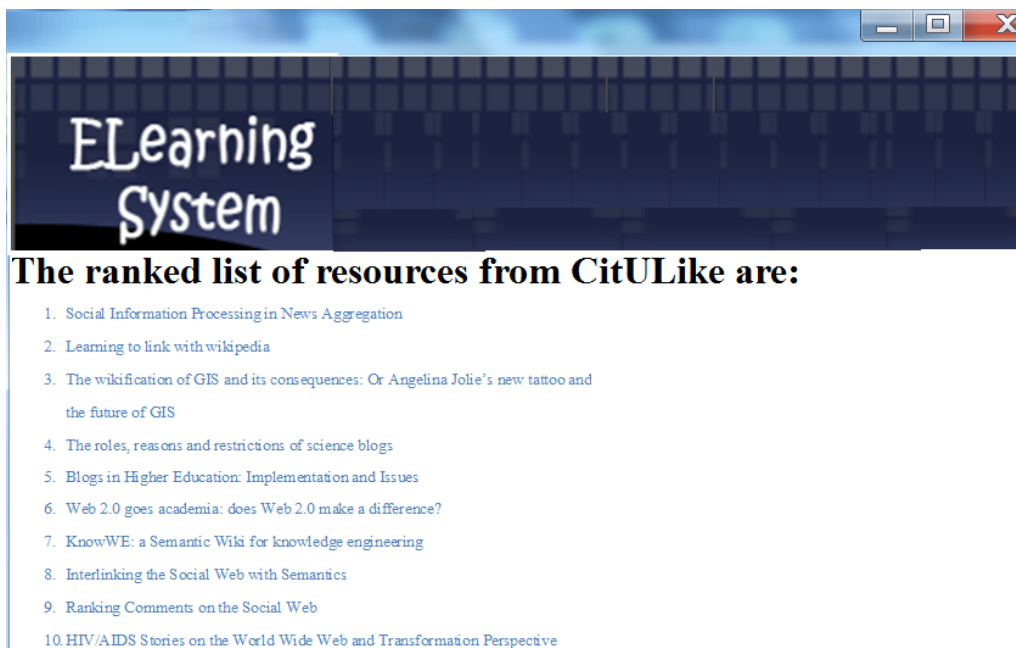 ELearning
System
The ranked list of resources from CitULike are:
1. Social Information Processing in News Aggregation
2. Learning to link with wikipedia
3. The wikification of GIS and its consequences: Or Angelina Jolie’s new tattoo and
the future of GIS
4. The roles, reasons and restrictions of science blogs
5. Blogs in Higher Education: Implementation and Issues
6. Web 2.0 goes academia: does Web 2.0 make a difference?
7. KnowWE: a Semantic Wiki for knowledge engineering
8. Interlinking the Social Web with Semantics
9. Ranking Comments on the Social Web
10. HIV/AIDS Stories on the World Wide Web and Transformation Perspective